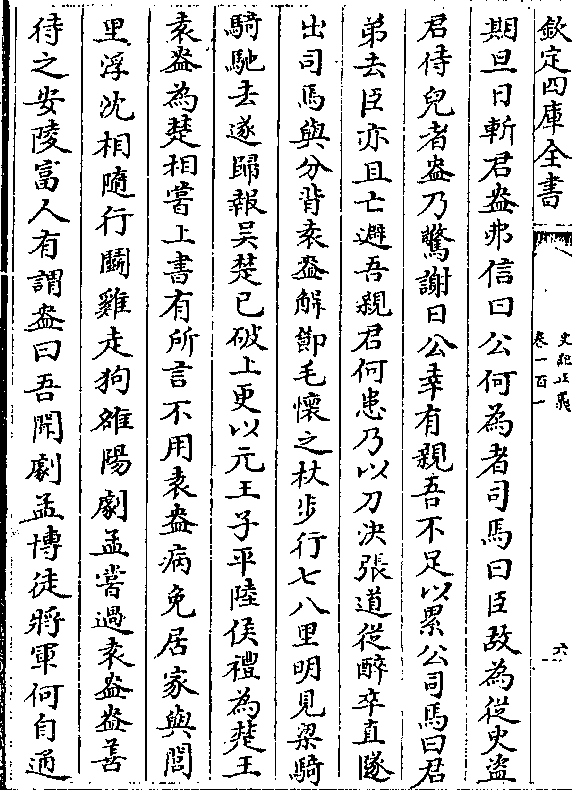 欽定四庫全書
史記正義
卷一百一
六
期旦日斬君盎弗信曰公何為者司馬曰臣故為從史盜
君侍兒者盎乃驚謝曰公幸有親吾不足以累公司馬曰君
弟去臣亦且亡避吾親君何患乃以刀決張道從醉卒直隧
出司馬與分背袁盎解節毛懷之杖步行七八里明見梁騎
騎馳去遂歸報吳楚已破上更以元王子平陸侯禮為楚王
袁盎為楚相嘗上書有所言不用袁盎病免居家與閭
里浮沈相隨行鬬雞走狗雒陽劇孟嘗過袁盎盎善
待之安陵富人有謂盎曰吾聞劇孟博徒將軍何自通